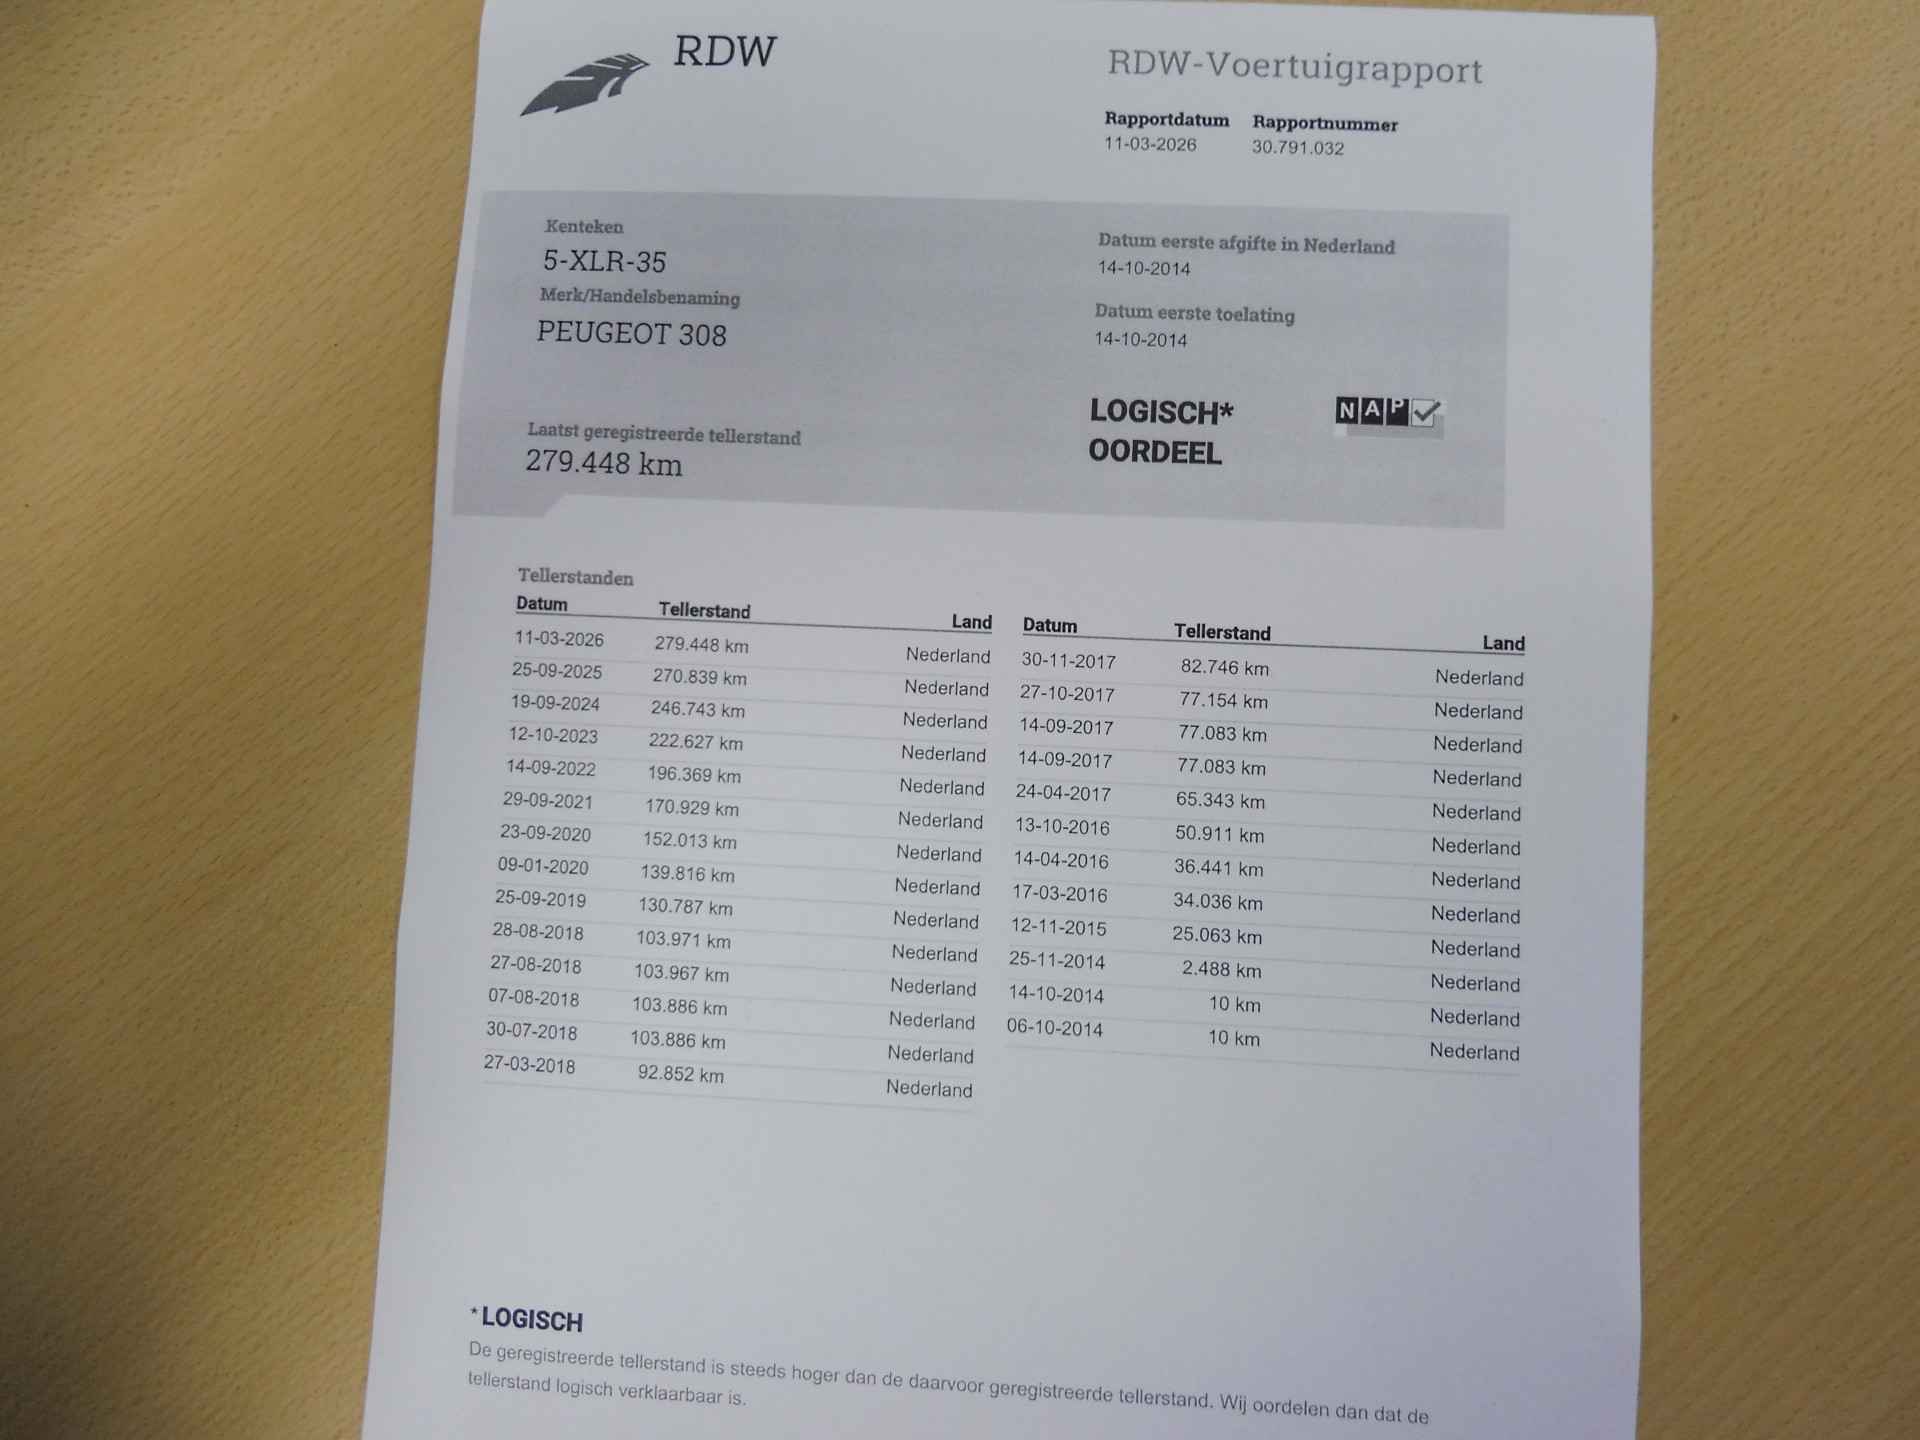 RDW
RDW-Voertuigrapport
Rapportdatum Rapportnummer
11-03-2026 30.791.032
Kenteken
5-XLR-35
Merk/Handelsbenaming
PEUGEOT 308
Laatst geregistreerde tellerstand
279.448 km
Datum eerste afgifte in Nederland
14-10-2014
Datum eerste toelating
14-10-2014
LOGISCH*
OORDEEL
NAP
Tellerstanden
Datum Tellerstand Land
11-03-2026 279.448 km Nederland
25-09-2025 270.839 km Nederland
19-09-2024 246.743 km Nederland
12-10-2023 222.627 km Nederland
14-09-2022 196.369 km Nederland
29-09-2021 170.929 km Nederland
23-09-2020 152.013 km Nederland
09-01-2020 139.816 km Nederland
25-09-2019 130.787 km Nederland
28-08-2018 103.971 km Nederland
27-08-2018 103.967 km Nederland
07-08-2018 103.886 km Nederland
30-07-2018 103.886 km Nederland
27-03-2018 92.852 km Nederland
Datum Tellerstand Land
30-11-2017 82.746 km Nederland
27-10-2017 77.154 km Nederland
14-09-2017 77.083 km Nederland
14-09-2017 77.083 km Nederland
24-04-2017 65.343 km Nederland
13-10-2016 50.911 km Nederland
14-04-2016 36.441 km Nederland
17-03-2016 34.036 km Nederland
12-11-2015 25.063 km Nederland
25-11-2014 2.488 km Nederland
14-10-2014 10 km Nederland
06-10-2014 10 km Nederland
*LOGISCH
De geregistreerde tellerstand is steeds hoger dan de daarvoor geregistreerde tellerstand. Wij oordelen dan dat de
tellerstand logisch verklaarbaar is.